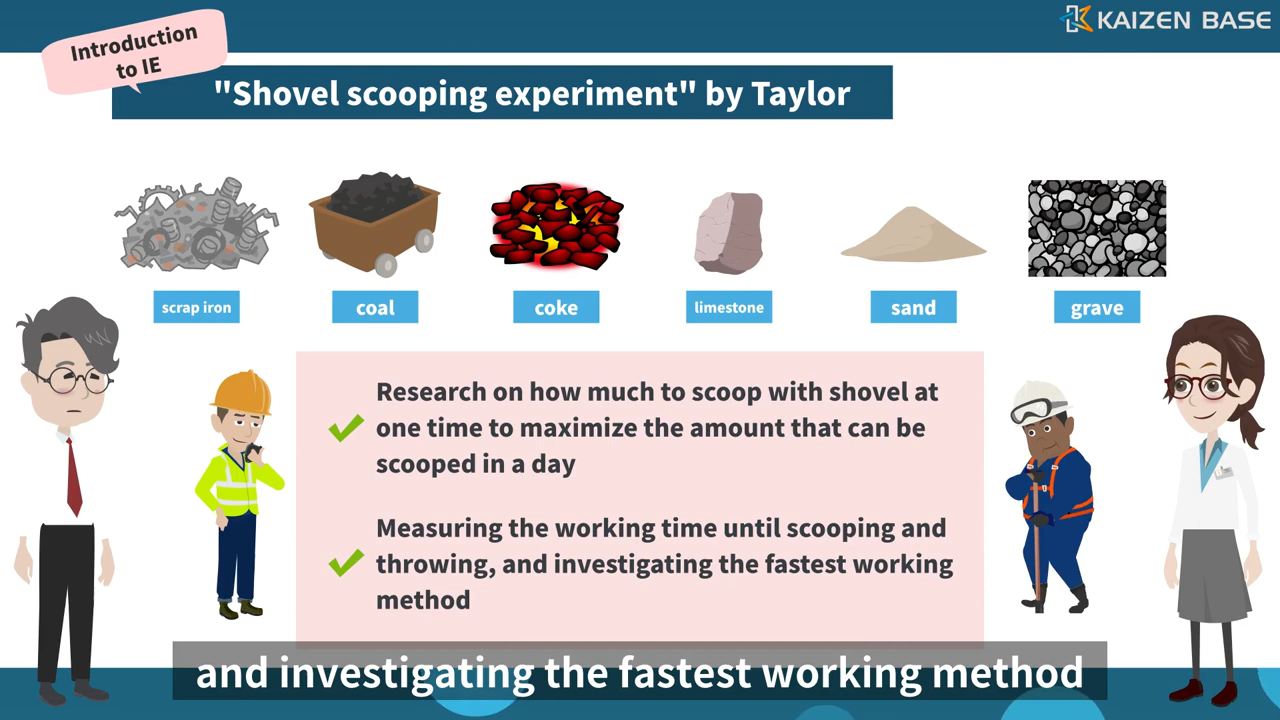 KAIZEN BASE
Introduction
to IE
"Shovel scooping experiment" by Taylor
scrap iron
coal
coke
limestone
sand
grave
Research on how much to scoop with shovel at
one time to maximize the amount that can be
scooped in a day
Measuring the working time until scooping and
throwing, and investigating the fastest working
method
and investigating the fastest working method